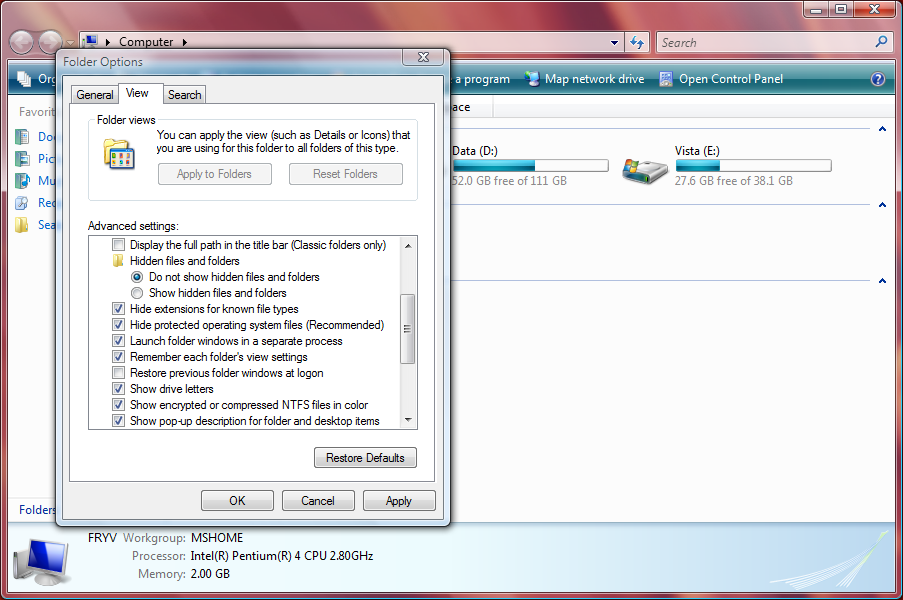 Computer
Search
Folder Options
a program
Map network drive
Open Control Panel
?
General
View
Search
Folder views
You can apply the view (such as Details or Icons) that
you are using for this folder to all folders of this type.
Apply to Folders
Reset Folders
Data (D:)
52.0 GB free of 111 GB
Vista (E:)
27.6 GB free of 38.1 GB
Advanced settings:
Display the full path in the title bar (Classic folders only)
Hidden files and folders
Do not show hidden files and folders
Show hidden files and folders
Hide extensions for known file types
Hide protected operating system files (Recommended)
Launch folder windows in a separate process
Remember each folder's view settings
Restore previous folder windows at logon
Show drive letters
Show encrypted or compressed NTFS files in color
Show pop-up description for folder and desktop items
Restore Defaults
OK
Cancel
Apply
Folders
FRYV Workgroup: MSHOME
Processor: Intel(R) Pentium(R) 4 CPU 2.80GHz
Memory: 2.00 GB